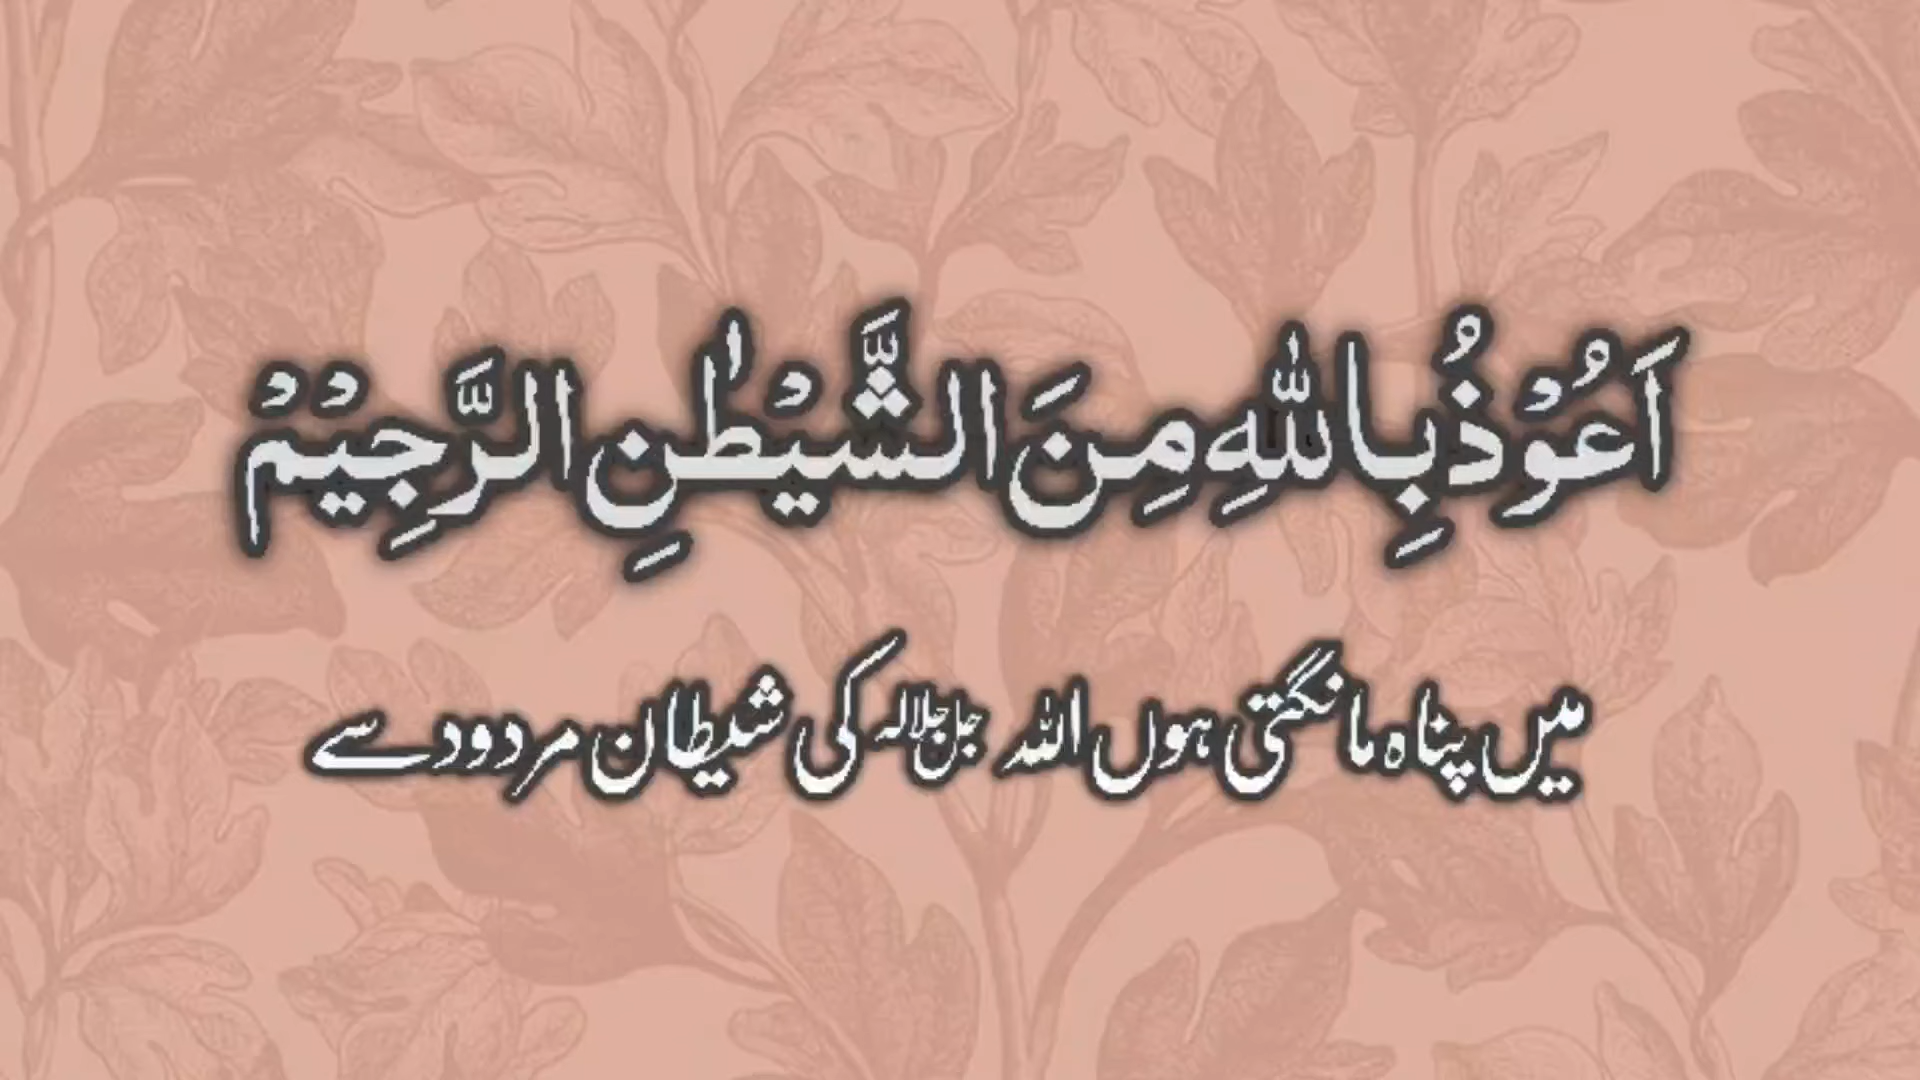 اَعُوْذُ بِاللّٰهِ مِنَ الشَّيْطٰنِ الرَّجِيْمْ
میں پناہ مانگتی ہوں اللہ جل جلالہ کی شیطان مردود سے